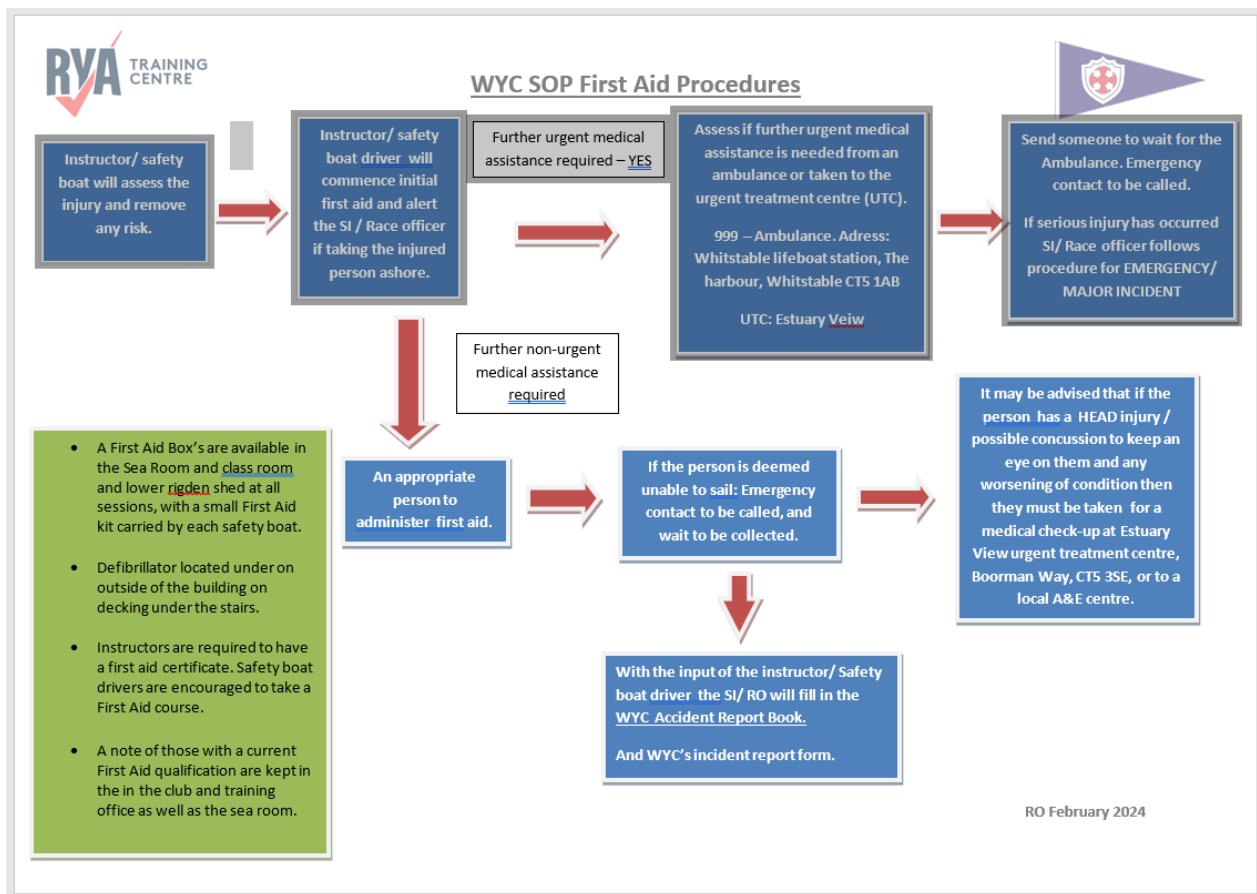 RYA TRAINING
CENTRE
WYC SOP First Aid Procedures
Instructor/ safety
boat will assess the
injury and remove
any risk.
Instructor/ safety
boat driver will
commence initial
first aid and alert
the SI / Race officer
if taking the injured
person ashore.
Further urgent medical
assistance required – YES
Assess if further urgent medical
assistance is needed from an
ambulance or taken to the
urgent treatment centre (UTC).
999 – Ambulance. Adress:
Whitstable lifeboat station, The
harbour, Whitstable CT5 1AB
UTC: Estuary Veiw
Send someone to wait for the
Ambulance. Emergency
contact to be called.
If serious injury has occurred
SI/ Race officer follows
procedure for EMERGENCY/
MAJOR INCIDENT
Further non-urgent
medical assistance
required
An appropriate
person to
administer first aid.
If the person is deemed
unable to sail: Emergency
contact to be called, and
wait to be collected.
It may be advised that if the
person has a HEAD injury /
possible concussion to keep an
eye on them and any
worsening of condition then
they must be taken for a
medical check-up at Estuary
View urgent treatment centre,
Boorman Way, CT5 3SE, or to a
local A&E centre.
With the input of the instructor/ Safety
boat driver the SI/ RO will fill in the
WYC Accident Report Book.
And WYC's incident report form.
• A First Aid Box's are available in
the Sea Room and class room
and lower rigden shed at all
sessions, with a small First Aid
kit carried by each safety boat.
• Defibrillator located under on
outside of the building on
decking under the stairs.
• Instructors are required to have
a first aid certificate. Safety boat
drivers are encouraged to take a
First Aid course.
• A note of those with a current
First Aid qualification are kept in
the in the club and training
office as well as the sea room.
RO February 2024